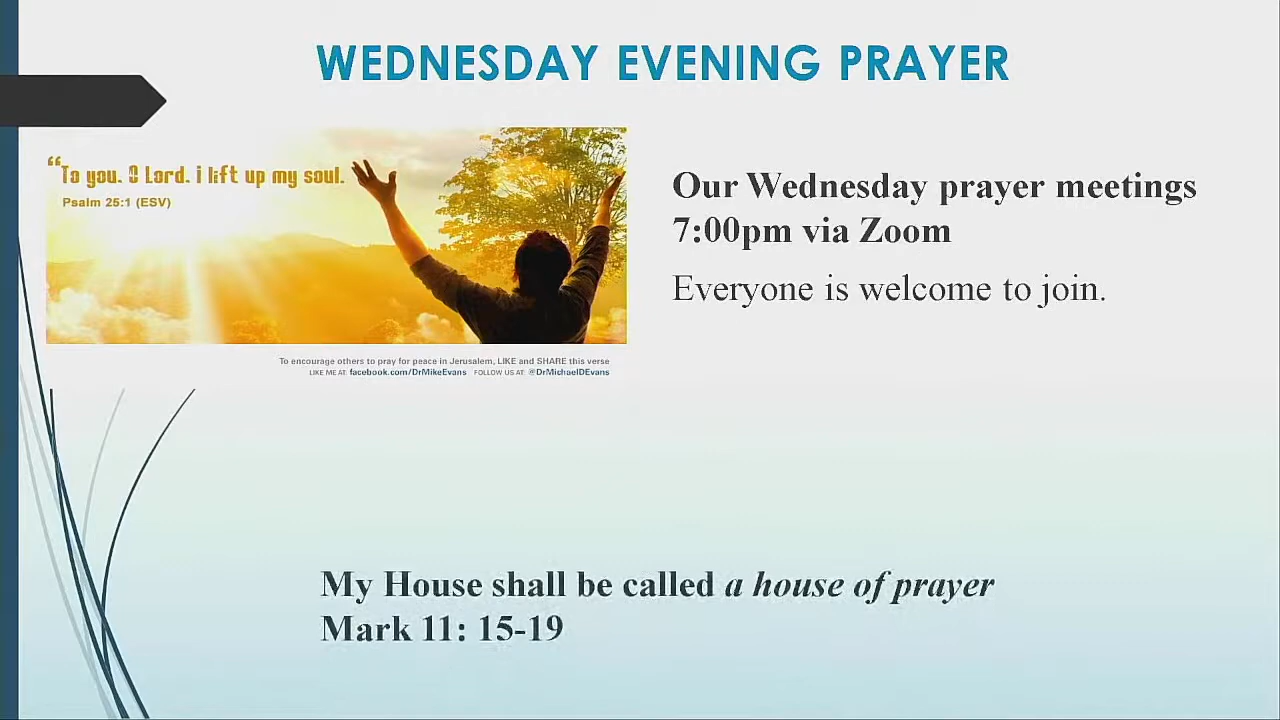 WEDNESDAY EVENING PRAYER
“To you. O Lord. i lift up my soul.
Psalm 25:1 (ESV)
Our Wednesday prayer meetings
7:00pm via Zoom
Everyone is welcome to join.
To encourage others to pray for peace in Jerusalem, LIKE and SHARE this verse
LIKE ME AT: facebook.com/DrMikeEvans FOLLOW US AT: @DrMichaelDEvans
My House shall be called a house of prayer
Mark 11: 15-19